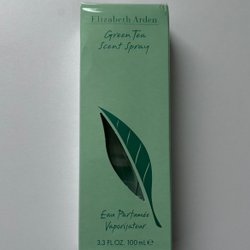 Elizabeth Arden
Green Tea
Scent Spray
Eau Parfumée
Vaporisateur
3.3 FL.OZ. 100 ml e